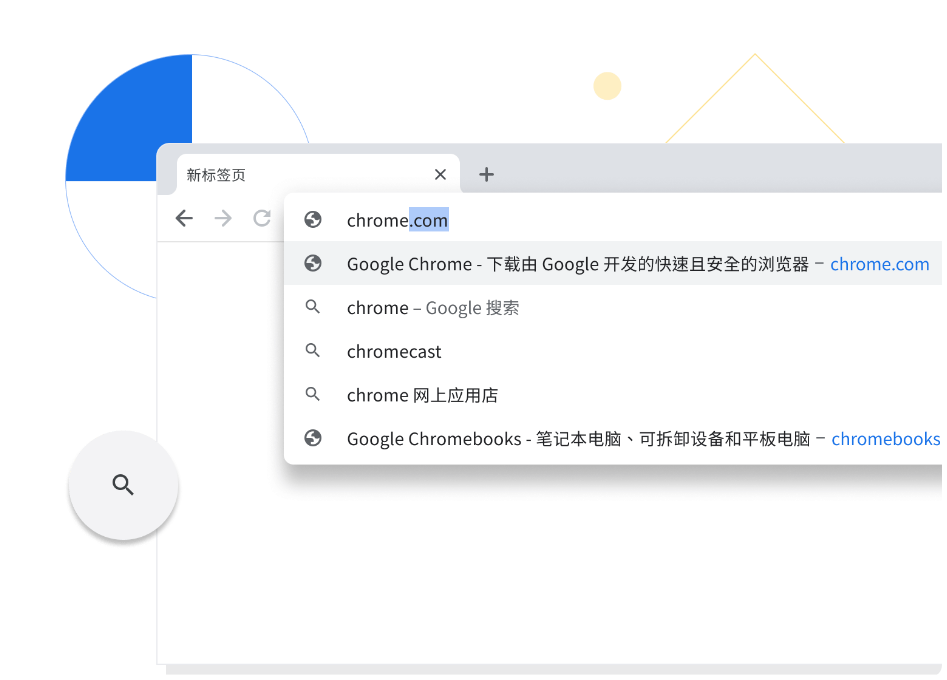 新标签页
chrome.com
Google Chrome - 下载由 Google 开发的快速且安全的浏览器 – chrome.com
chrome – Google 搜索
chromecast
chrome 网上应用店
Google Chromebooks - 笔记本电脑、可拆卸设备和平板电脑 – chromebooks